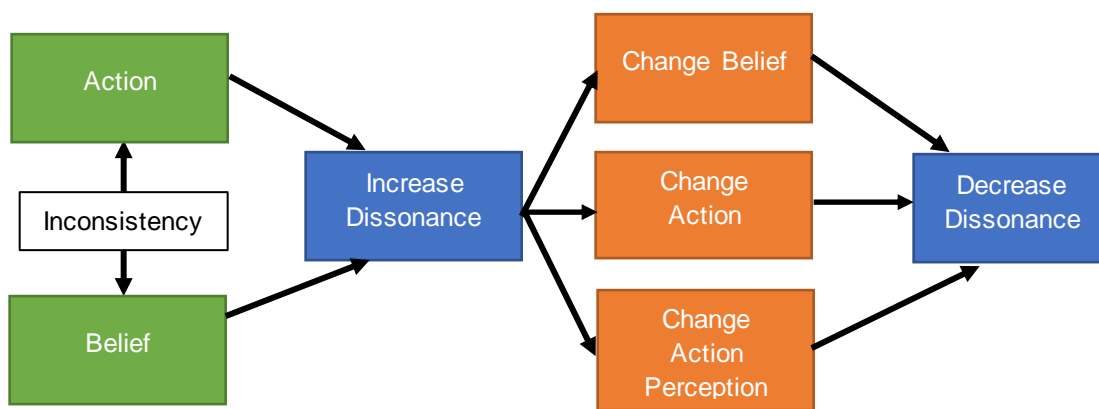 Action
Inconsistency
Belief
Increase
Dissonance
Change Belief
Change
Action
Change
Action
Perception
Decrease
Dissonance